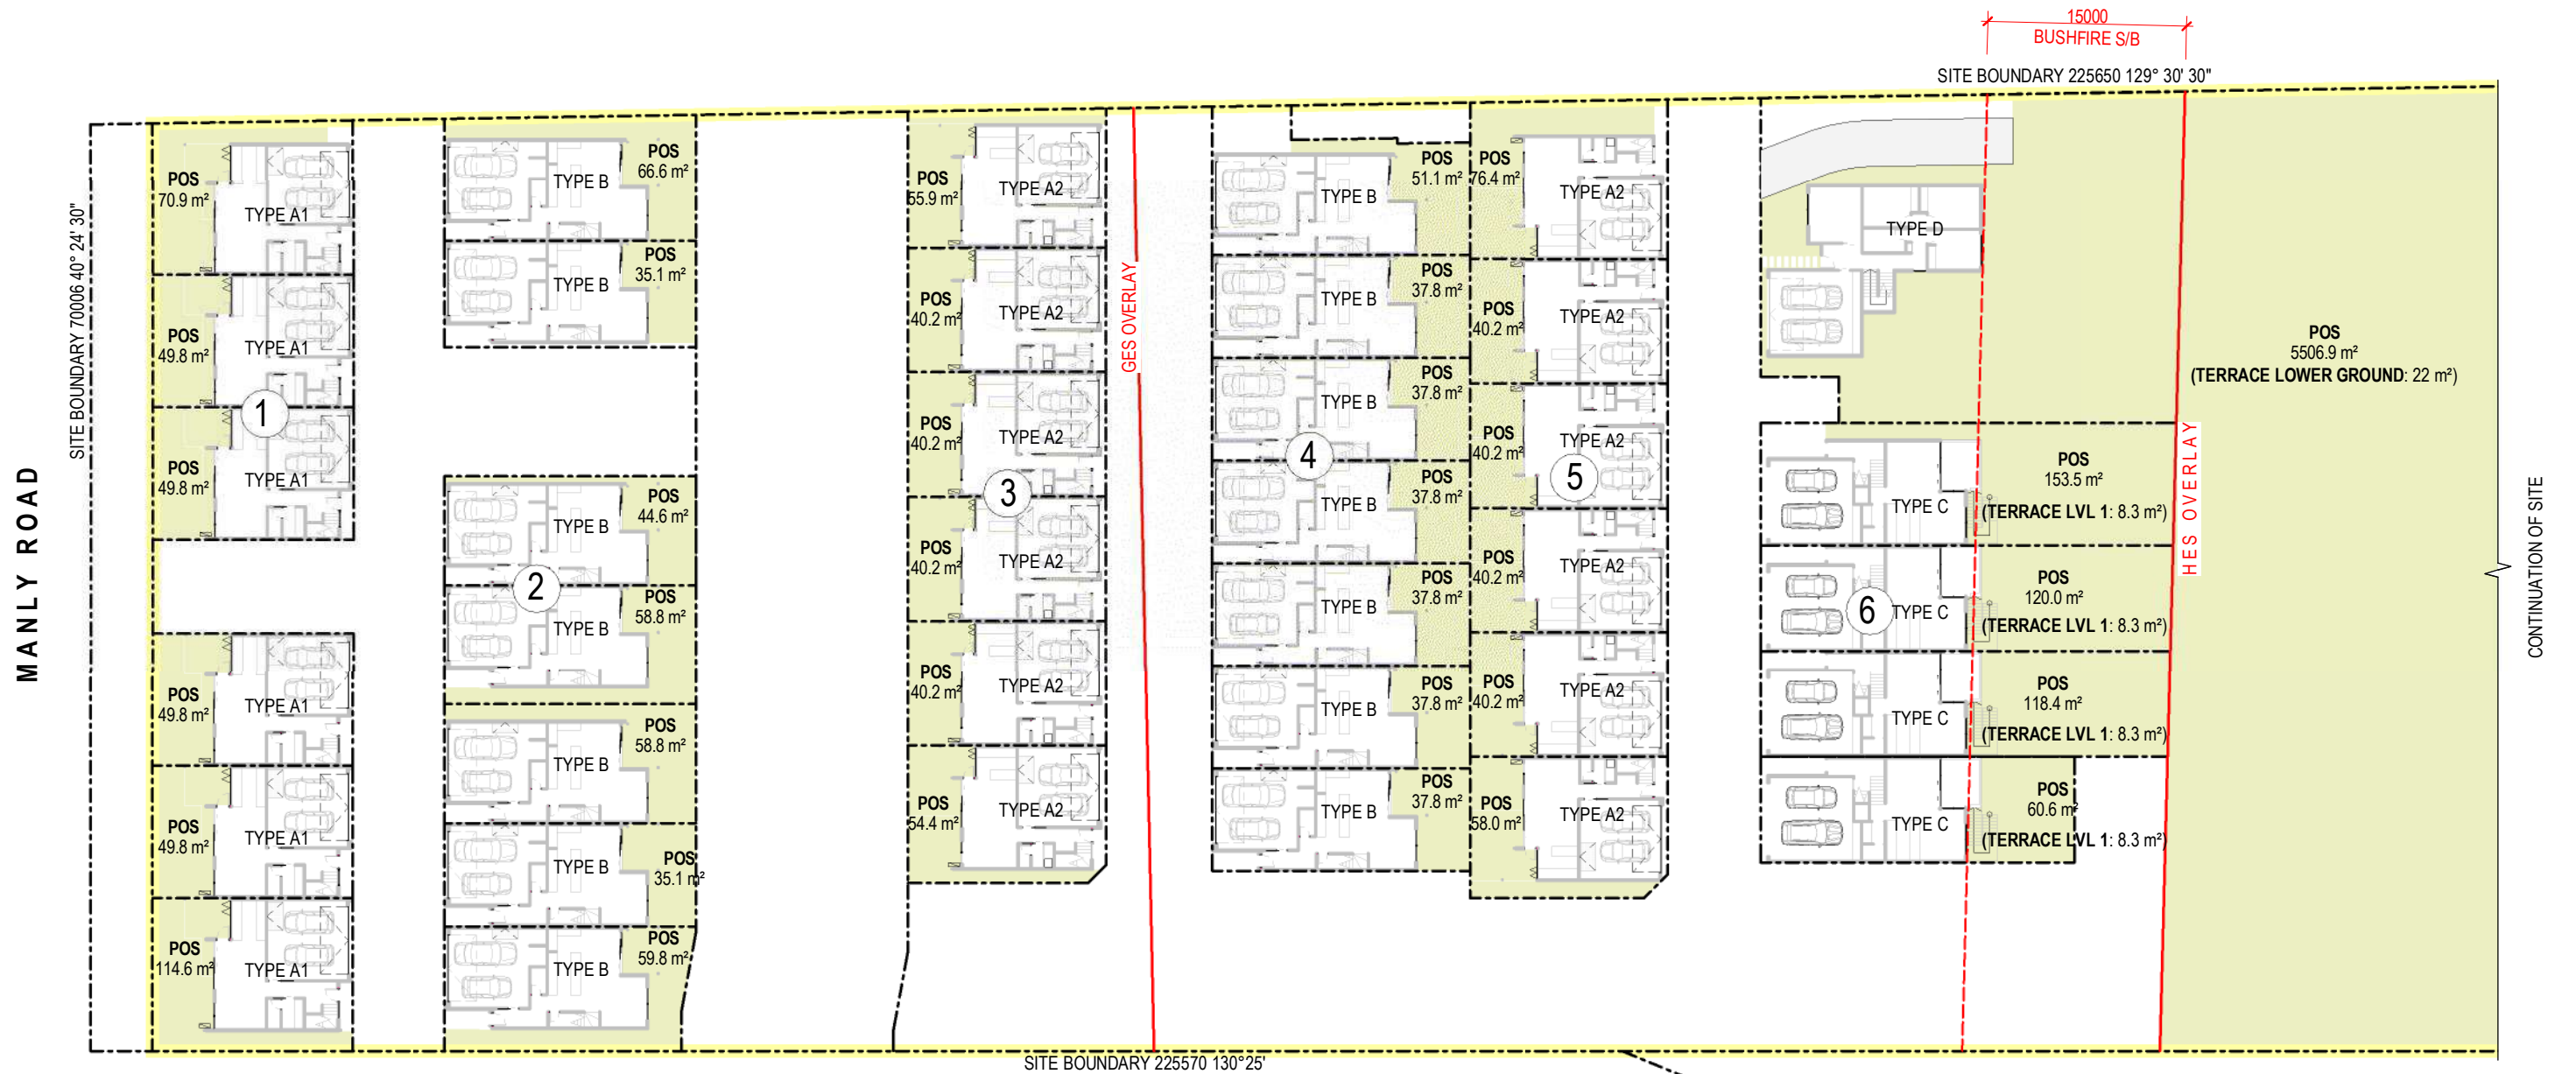 15000
BUSHFIRE S/B
SITE BOUNDARY 225650 129° 30' 30"
MANLY ROAD
SITE BOUNDARY 70006 40° 24' 30"
POS
70.9 m²
TYPE A1
POS
49.8 m²
TYPE A1
1
POS
49.8 m²
TYPE A1
POS
49.8 m²
TYPE A1
POS
49.8 m²
TYPE A1
POS
114.6 m²
TYPE A1
POS
66.6 m²
TYPE B
POS
35.1 m²
TYPE B
POS
44.6 m²
TYPE B
2
POS
58.8 m²
TYPE B
POS
58.8 m²
TYPE B
POS
35.1 m²
TYPE B
POS
59.8 m²
TYPE B
POS
55.9 m²
TYPE A2
POS
40.2 m²
TYPE A2
POS
40.2 m²
TYPE A2
3
POS
40.2 m²
TYPE A2
POS
40.2 m²
TYPE A2
POS
54.4 m²
TYPE A2
GES OVERLAY
POS
51.1 m²
TYPE B
POS
37.8 m²
TYPE B
POS
37.8 m²
TYPE B
4
POS
37.8 m²
TYPE B
POS
37.8 m²
TYPE B
POS
37.8 m²
TYPE B
POS
37.8 m²
TYPE B
POS
76.4 m²
TYPE A2
POS
40.2 m²
TYPE A2
POS
40.2 m²
TYPE A2
5
POS
40.2 m²
TYPE A2
POS
40.2 m²
TYPE A2
POS
58.0 m²
TYPE A2
TYPE D
POS
5506.9 m²
(TERRACE LOWER GROUND: 22 m²)
POS
153.5 m²
TYPE C
(TERRACE LVL 1: 8.3 m²)
POS
120.0 m²
6
TYPE C
(TERRACE LVL 1: 8.3 m²)
POS
118.4 m²
TYPE C
(TERRACE LVL 1: 8.3 m²)
POS
60.6 m²
TYPE C
(TERRACE LVL 1: 8.3 m²)
HES OVERLAY
CONTINUATION OF SITE
SITE BOUNDARY 225570 130°25'